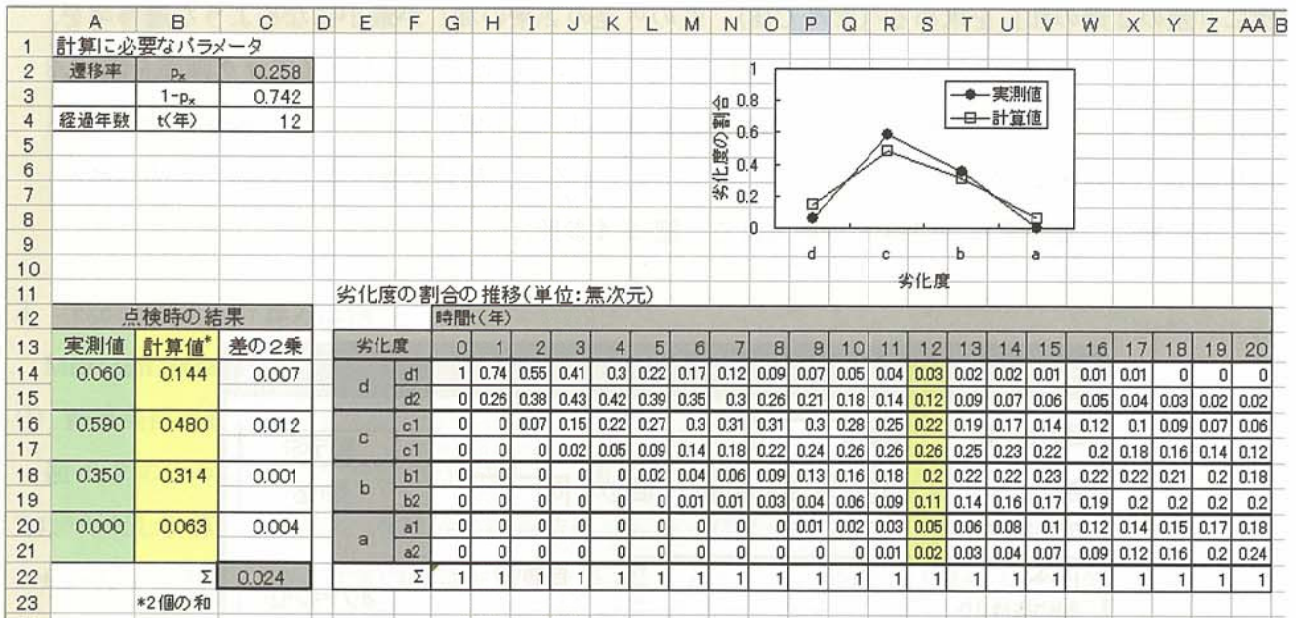 A B C D E F G H I J K L M N O P Q R S T U V W X Y Z AA B
1 計算に必要なパラメータ
2 遷移率 pₓ 0.258
3 1-pₓ 0.742
4 経過年数 t(年) 12
5
6
7
8
9
10
劣化度の割合
1
0.8
0.6
0.4
0.2
0
実測値
計算値
d c b a
劣化度
11 劣化度の割合の推移(単位:無次元)
12 点検時の結果 時間t(年)
13 実測値 計算値* 差の2乗 劣化度 0 1 2 3 4 5 6 7 8 9 10 11 12 13 14 15 16 17 18 19 20
14 0.060 0.144 0.007 d d1 1 0.74 0.55 0.41 0.3 0.22 0.17 0.12 0.09 0.07 0.05 0.04 0.03 0.02 0.02 0.01 0.01 0.01 0 0 0
15 d2 0 0.26 0.38 0.43 0.42 0.39 0.35 0.3 0.26 0.21 0.18 0.14 0.12 0.09 0.07 0.06 0.05 0.04 0.03 0.02 0.02
16 0.590 0.480 0.012 c c1 0 0 0.07 0.15 0.22 0.27 0.3 0.31 0.31 0.3 0.28 0.25 0.22 0.19 0.17 0.14 0.12 0.1 0.09 0.07 0.06
17 c1 0 0 0 0.02 0.05 0.09 0.14 0.18 0.22 0.24 0.26 0.26 0.26 0.25 0.23 0.22 0.2 0.18 0.16 0.14 0.12
18 0.350 0.314 0.001 b b1 0 0 0 0 0 0.02 0.04 0.06 0.09 0.13 0.16 0.18 0.2 0.22 0.22 0.23 0.22 0.22 0.21 0.2 0.18
19 b2 0 0 0 0 0 0 0.01 0.01 0.03 0.04 0.06 0.09 0.11 0.14 0.16 0.17 0.19 0.2 0.2 0.2 0.2
20 0.000 0.063 0.004 a a1 0 0 0 0 0 0 0 0 0 0.01 0.02 0.03 0.05 0.06 0.08 0.1 0.12 0.14 0.15 0.17 0.18
21 a2 0 0 0 0 0 0 0 0 0 0 0 0.01 0.02 0.03 0.04 0.07 0.09 0.12 0.16 0.2 0.24
22 Σ 0.024 Σ 1 1 1 1 1 1 1 1 1 1 1 1 1 1 1 1 1 1 1 1 1
23 *2個の和